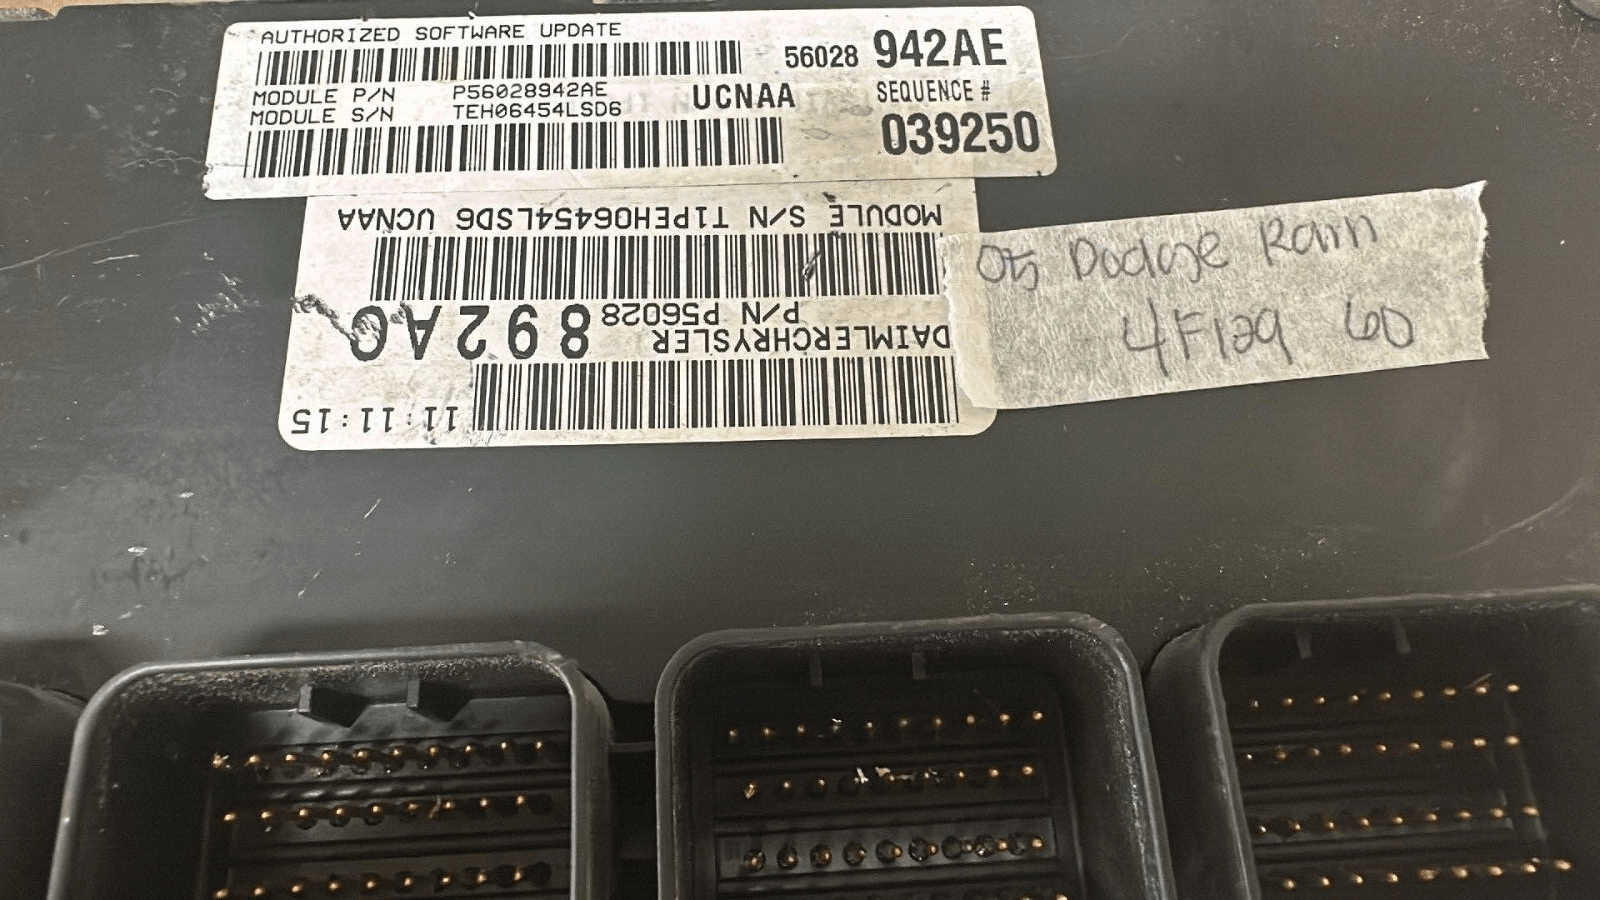 AUTHORIZED SOFTWARE UPDATE
56028 942AE
MODULE P/N P56028942AE
MODULE S/N TEH06454LSD6
UCNAA
SEQUENCE #
039250
11:11:15
DAIMLERCHRYSLER
P/N P56028 892AC
MODULE S/N T1PEH06454LSD6 UCNAA
05 Dodge Ram
4F129 60